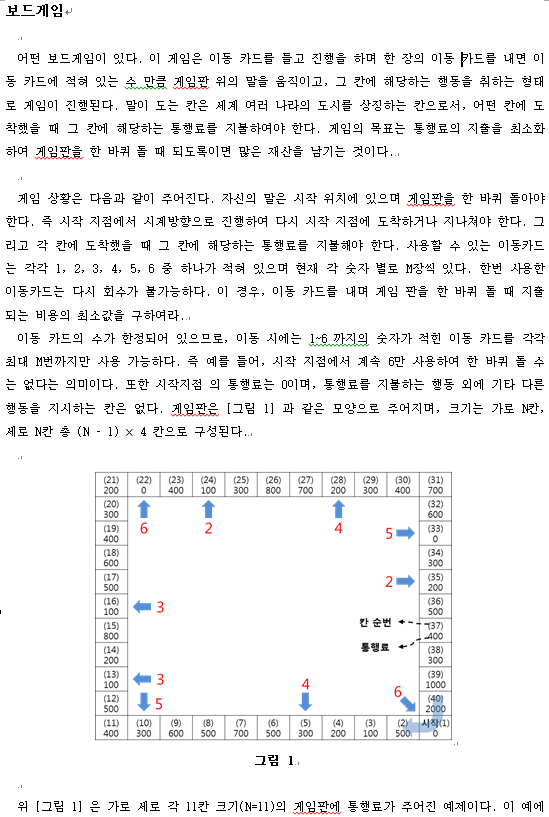 보드게임
어떤 보드게임이 있다. 이 게임은 이동 카드를 들고 진행을 하며 한 장의 이동 카드를 내면 이
동 카드에 적혀 있는 수 만큼 게임판 위의 말을 움직이고, 그 칸에 해당하는 행동을 취하는 형태
로 게임이 진행된다. 말이 도는 칸은 세계 여러 나라의 도시를 상징하는 칸으로서, 어떤 칸에 도
착했을 때 그 칸에 해당하는 통행료를 지불하여야 한다. 게임의 목표는 통행료의 지출을 최소화
하여 게임판을 한 바퀴 돌 때 되도록이면 많은 재산을 남기는 것이다.
게임 상황은 다음과 같이 주어진다. 자신의 말은 시작 위치에 있으며 게임판을 한 바퀴 돌아야
한다. 즉 시작 지점에서 시계방향으로 진행하여 다시 시작 지점에 도착하거나 지나쳐야 한다. 그
리고 각 칸에 도착했을 때 그 칸에 해당하는 통행료를 지불해야 한다. 사용할 수 있는 이동카드
는 각각 1, 2, 3, 4, 5, 6 중 하나가 적혀 있으며 현재 각 숫자 별로 M장씩 있다. 한번 사용한
이동카드는 다시 회수가 불가능하다. 이 경우, 이동 카드를 내며 게임 판을 한 바퀴 돌 때 지출
되는 비용의 최소값을 구하여라.
이동 카드의 수가 한정되어 있으므로, 이동 시에는 1~6 까지의 숫자가 적힌 이동 카드를 각각
최대 M번까지만 사용 가능하다. 즉 예를 들어, 시작 지점에서 계속 6만 사용하여 한 바퀴 돌 수
는 없다는 의미이다. 또한 시작지점 의 통행료는 0이며, 통행료를 지불하는 행동 외에 기타 다른
행동을 지시하는 칸은 없다. 게임판은 [그림 1] 과 같은 모양으로 주어지며, 크기는 가로 N칸,
세로 N칸 총 (N - 1) × 4 칸으로 구성된다.
(21) (22) (23) (24) (25) (26) (27) (28) (29) (30) (31)
200 0 400 100 300 800 700 200 300 400 700
(20) (32)
300 600
6 2 4
(19) 5 (33)
400 0
(18) (34)
600 300
(17) 2 (35)
500 200
(16) 3 (36)
100 500
(15) 칸 순번 (37)
800 400
(14) 통행료 (38)
200 300
(13) 3 4 (39)
100 1000
(12) 5 6 (40)
500 2000
(11) (10) (9) (8) (7) (6) (5) (4) (3) (2) 시작(1)
400 300 600 500 700 500 300 200 100 500 0
그림 1
위 [그림 1] 은 가로 세로 각 11칸 크기(N=11)의 게임판에 통행료가 주어진 예제이다. 이 예에